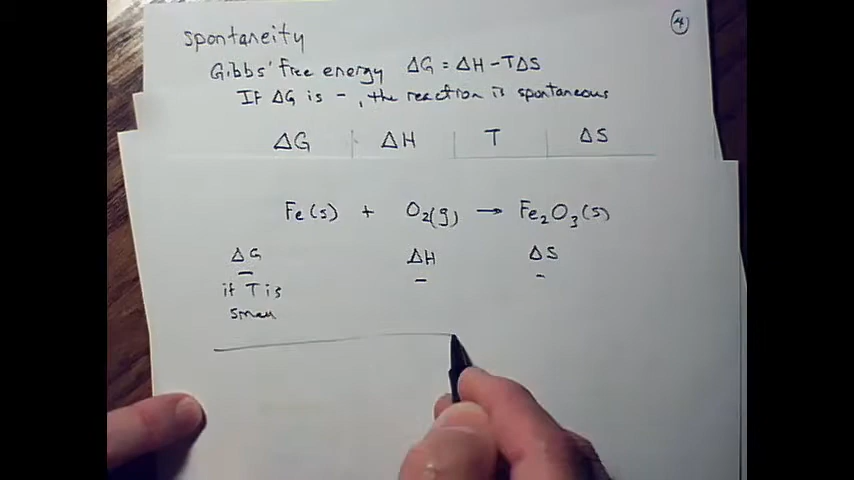 ④
spontaneity
Gibbs' free energy ΔG = ΔH - TΔS
If ΔG is -, the reaction is spontaneous
ΔG ΔH T ΔS
Fe(s) + O₂(g) → Fe₂O₃(s)
ΔG ΔH ΔS
- - -
if T is
small